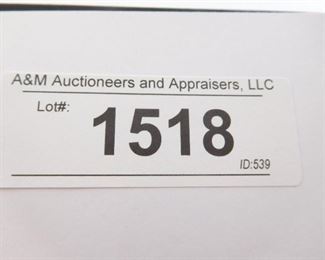 A&M Auctioneers and Appraisers, LLC
Lot#:
1518
ID:539